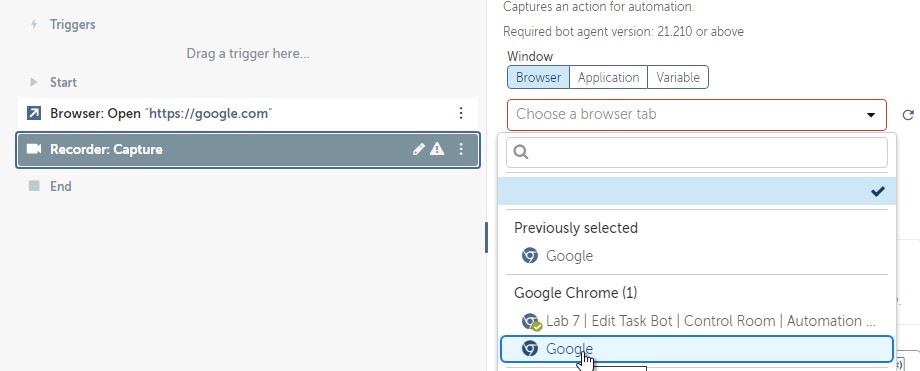 Triggers
Drag a trigger here...
Start
Browser: Open "https://google.com"
Recorder: Capture
End
Captures an action for automation.
Required bot agent version: 21.210 or above
Window
Browser
Application
Variable
Choose a browser tab
Previously selected
Google
Google Chrome (1)
Lab 7 | Edit Task Bot | Control Room | Automation ...
Google